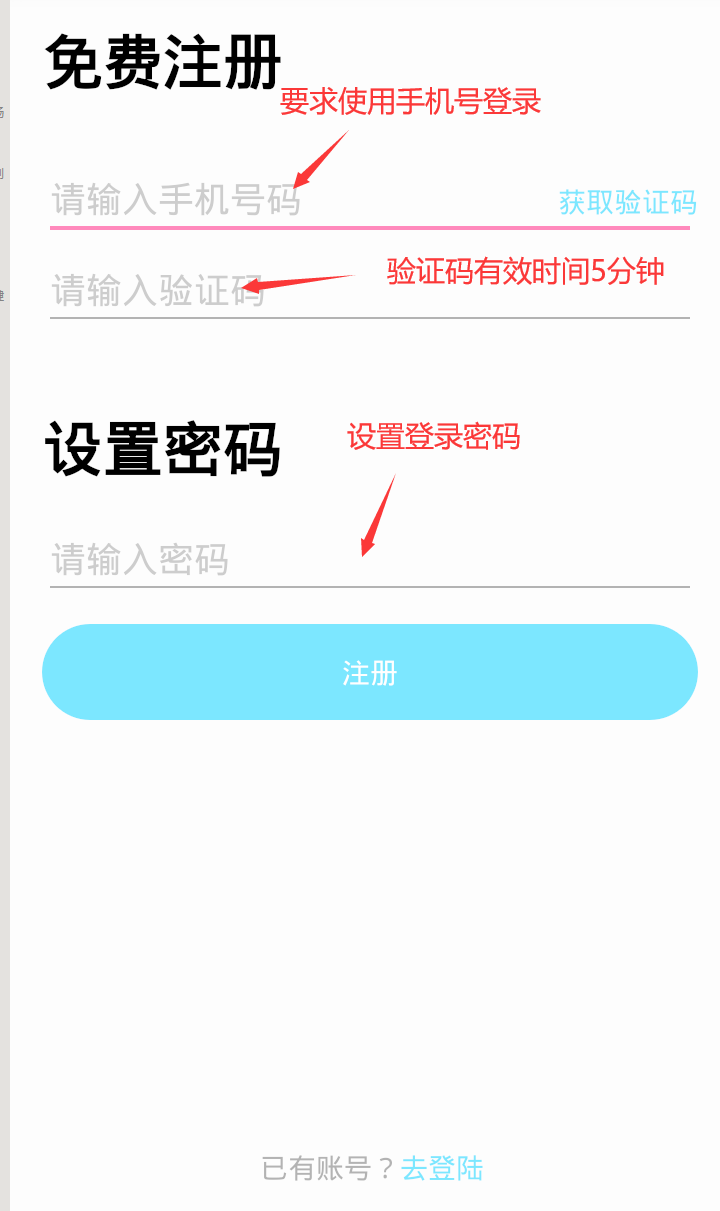 免费注册
要求使用手机号登录
请输入手机号码
获取验证码
请输入验证码
验证码有效时间5分钟
设置密码
设置登录密码
请输入密码
注册
已有账号？去登陆